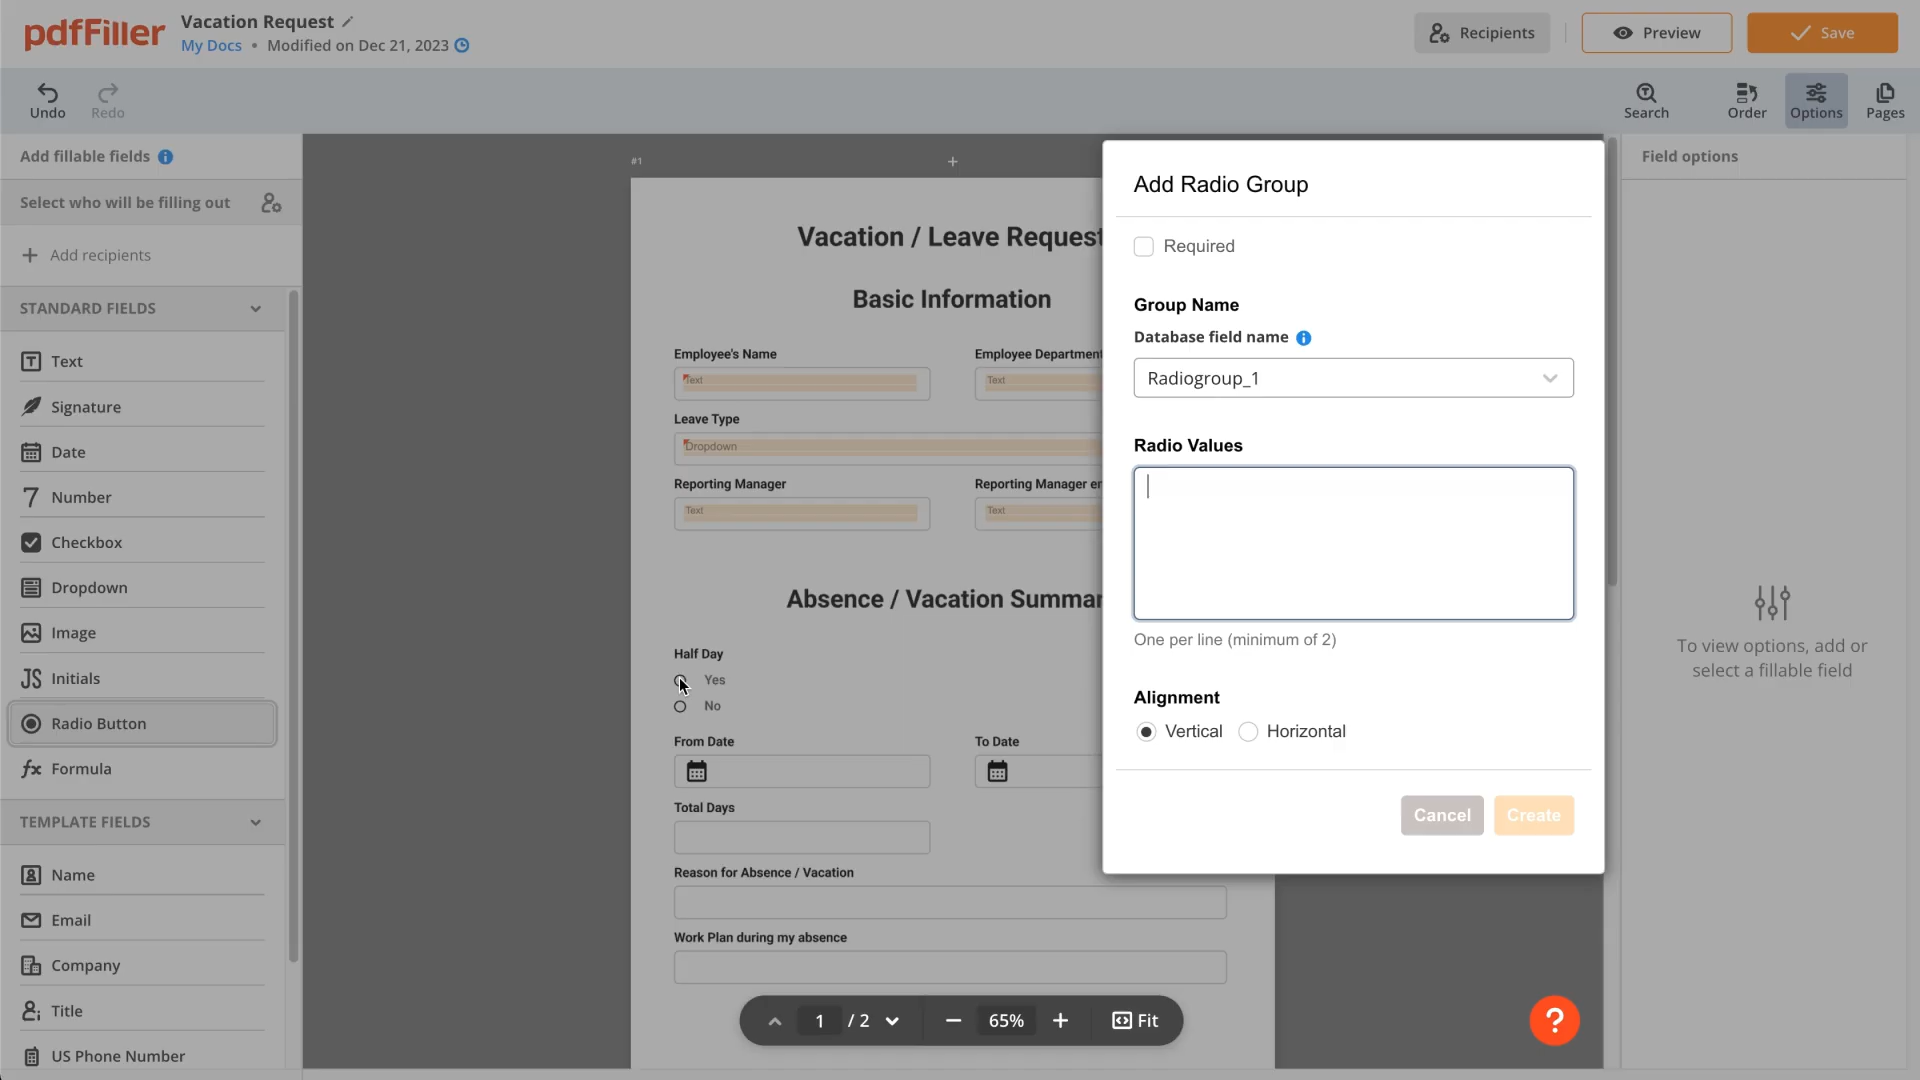 pdfFiller
Vacation Request
My Docs • Modified on Dec 21, 2023
Recipients
Preview
Save
Undo
Redo
Search
Order
Options
Pages
Add fillable fields
Select who will be filling out
Add recipients
STANDARD FIELDS
Text
Signature
Date
Number
Checkbox
Dropdown
Image
Initials
Radio Button
Formula
TEMPLATE FIELDS
Name
Email
Company
Title
US Phone Number
#1
Vacation / Leave Request
Basic Information
Employee's Name
Employee Department
Text
Text
Leave Type
Dropdown
Reporting Manager
Reporting Manager em
Text
Text
Absence / Vacation Summar
Half Day
Yes
No
From Date
To Date
Total Days
Reason for Absence / Vacation
Work Plan during my absence
1 / 2
65%
Fit
Add Radio Group
Required
Group Name
Database field name
Radiogroup_1
Radio Values
One per line (minimum of 2)
Alignment
Vertical
Horizontal
Cancel
Create
Field options
To view options, add or
select a fillable field
?